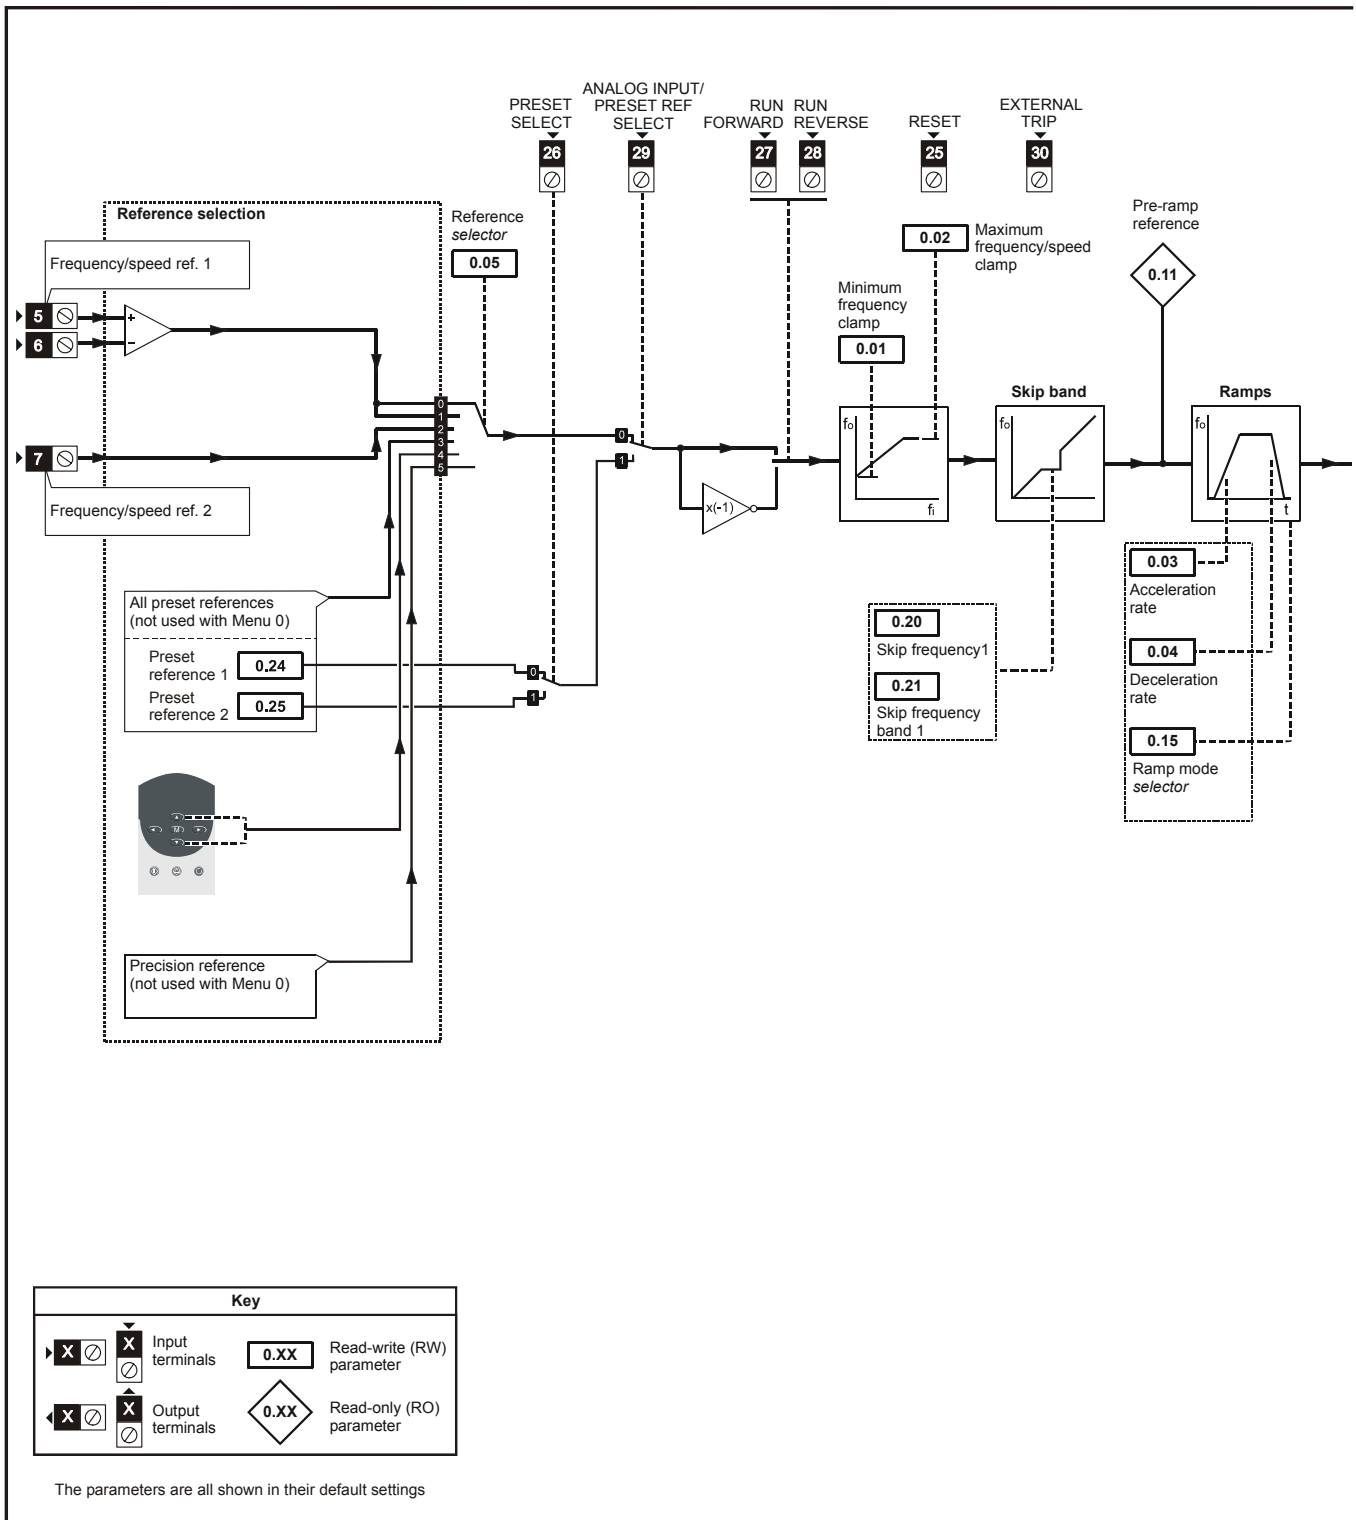 ANALOG INPUT/
PRESET REF
SELECT
PRESET
SELECT
RUN
FORWARD
RUN
REVERSE
RESET
EXTERNAL
TRIP
26
29
27
28
25
30
Reference selection
Reference
selector
0.05
0.02
Maximum
frequency/speed
clamp
Pre-ramp
reference
0.11
Frequency/speed ref. 1
5
+
6
–
Minimum
frequency
clamp
0.01
0
1
2
3
4
5
0
1
x(-1)
fo
fi
Skip band
fo
Ramps
fo
t
7
Frequency/speed ref. 2
All preset references
(not used with Menu 0)
Preset
reference 1
0.24
Preset
reference 2
0.25
0
1
0.20
Skip frequency1
0.21
Skip frequency
band 1
0.03
Acceleration
rate
0.04
Deceleration
rate
0.15
Ramp mode
selector
M
Precision reference
(not used with Menu 0)
Key
X
X
Input
terminals
0.XX
Read-write (RW)
parameter
X
X
Output
terminals
0.XX
Read-only (RO)
parameter
The parameters are all shown in their default settings